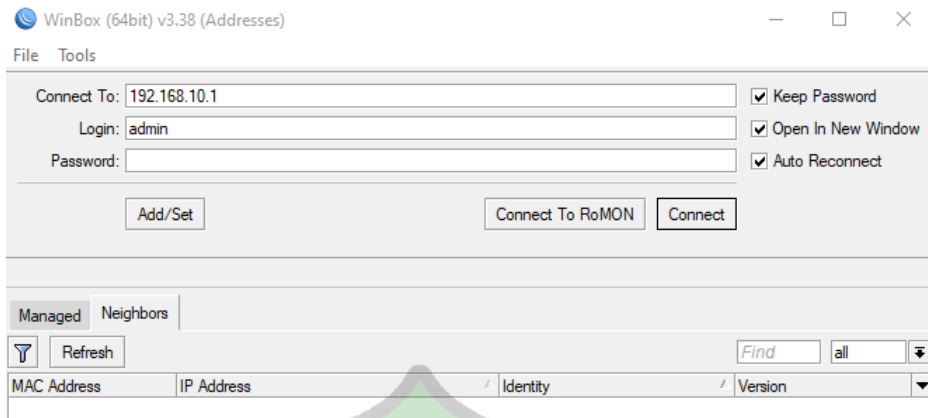 WinBox (64bit) v3.38 (Addresses)
File Tools
Connect To: 192.168.10.1 Keep Password
Login: admin Open In New Window
Password: Auto Reconnect
Add/Set Connect To RoMON Connect
Managed Neighbors
Refresh Find all
MAC Address IP Address Identity Version